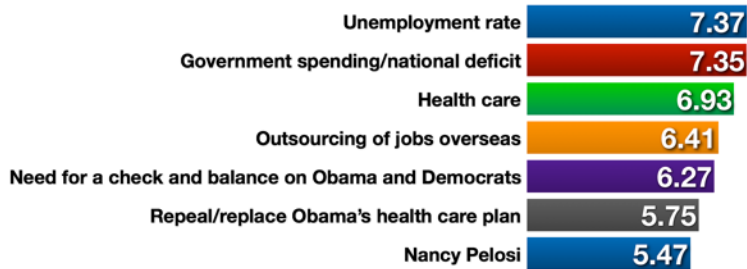 Unemployment rate 7.37
Government spending/national deficit 7.35
Health care 6.93
Outsourcing of jobs overseas 6.41
Need for a check and balance on Obama and Democrats 6.27
Repeal/replace Obama's health care plan 5.75
Nancy Pelosi 5.47